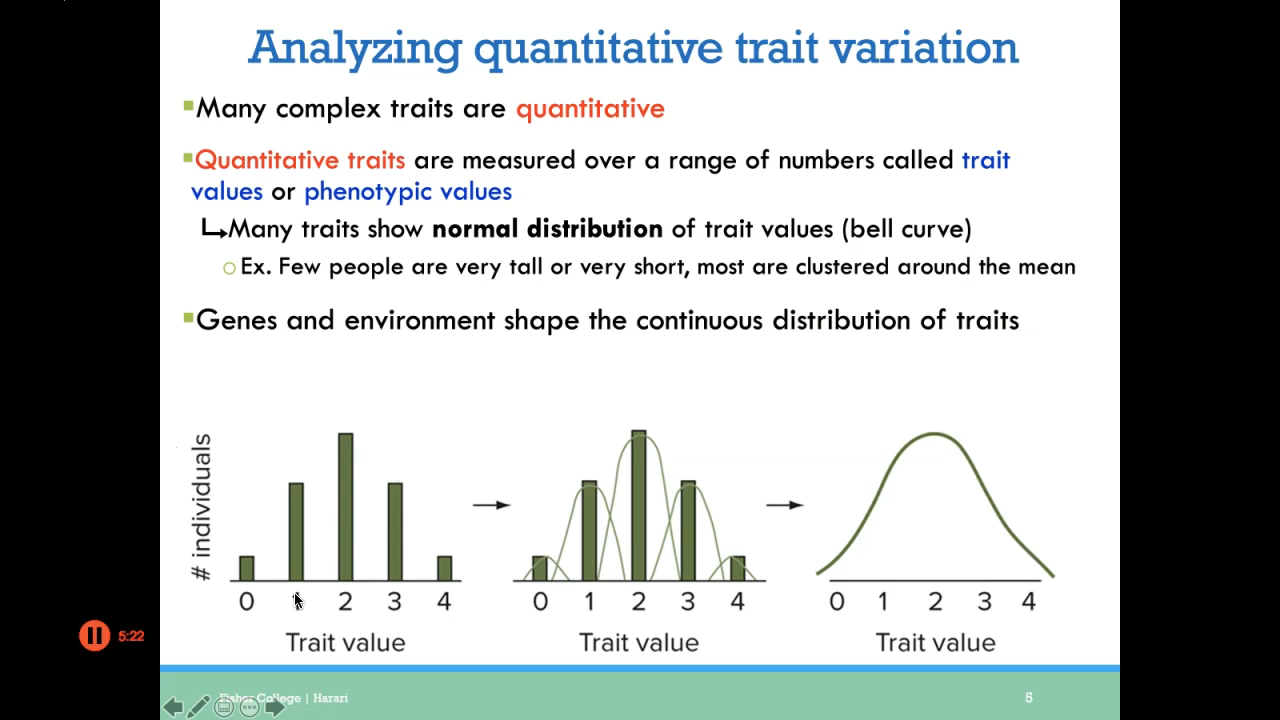 Analyzing quantitative trait variation
Many complex traits are quantitative
Quantitative traits are measured over a range of numbers called trait
values or phenotypic values
Many traits show normal distribution of trait values (bell curve)
Ex. Few people are very tall or very short, most are clustered around the mean
Genes and environment shape the continuous distribution of traits
# individuals
0 1 2 3 4
Trait value
0 1 2 3 4
Trait value
0 1 2 3 4
Trait value
5:22
Fisher College | Harari
5